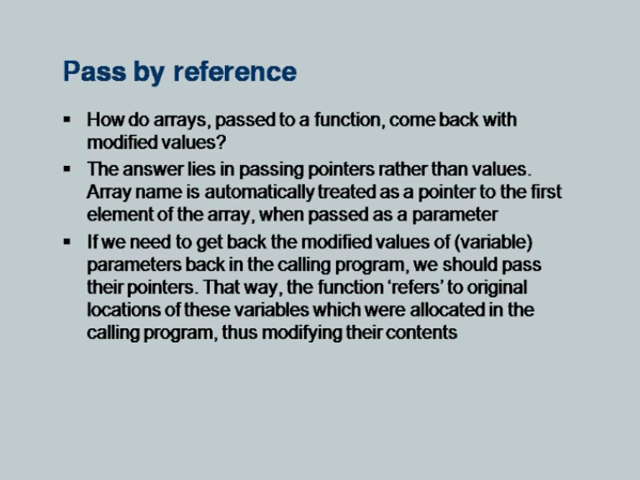 Pass by reference
▪ How do arrays, passed to a function, come back with
modified values?
▪ The answer lies in passing pointers rather than values.
Array name is automatically treated as a pointer to the first
element of the array, when passed as a parameter
▪ If we need to get back the modified values of (variable)
parameters back in the calling program, we should pass
their pointers. That way, the function ‘refers’ to original
locations of these variables which were allocated in the
calling program, thus modifying their contents